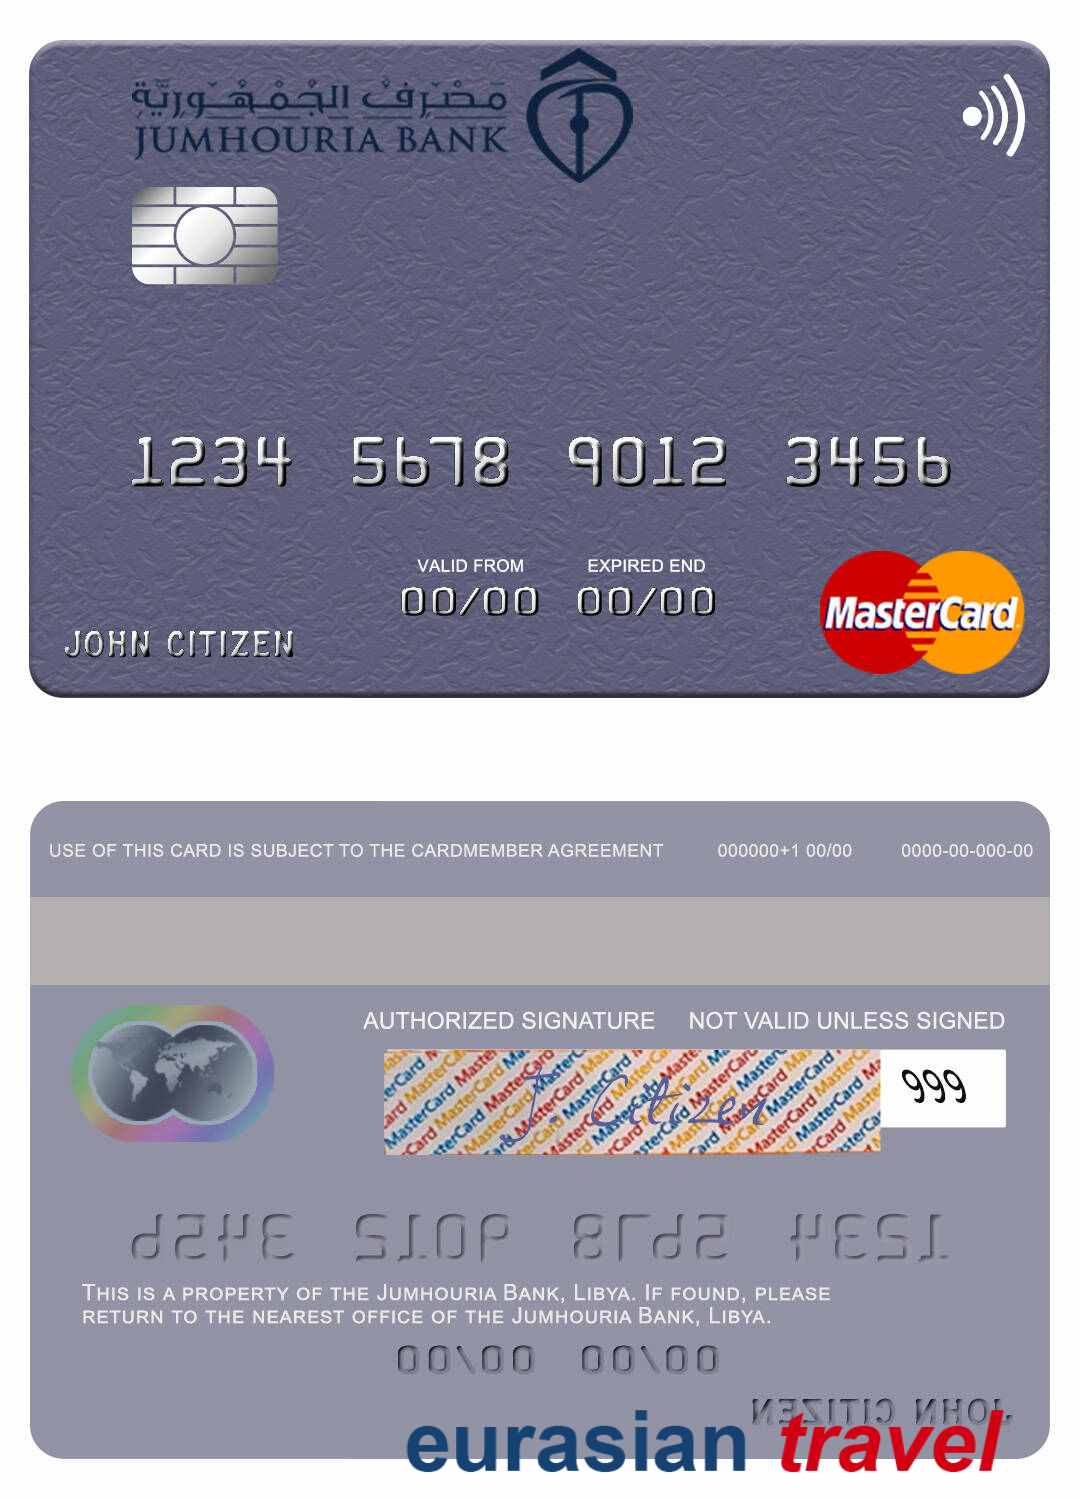 مصرف الجمهورية
JUMHOURIA BANK
1234 5678 9012 3456
VALID FROM EXPIRED END
00/00 00/00
MasterCard
JOHN CITIZEN
USE OF THIS CARD IS SUBJECT TO THE CARDMEMBER AGREEMENT 000000+1 00/00 0000-00-000-00
AUTHORIZED SIGNATURE NOT VALID UNLESS SIGNED
MasterCard MasterCard MasterCard
J. Citizen
999
1234 5678 9012 3456
THIS IS A PROPERTY OF THE JUMHOURIA BANK, LIBYA. IF FOUND, PLEASE
RETURN TO THE NEAREST OFFICE OF THE JUMHOURIA BANK, LIBYA.
00/00 00/00
JOHN CITIZEN
eurasian travel